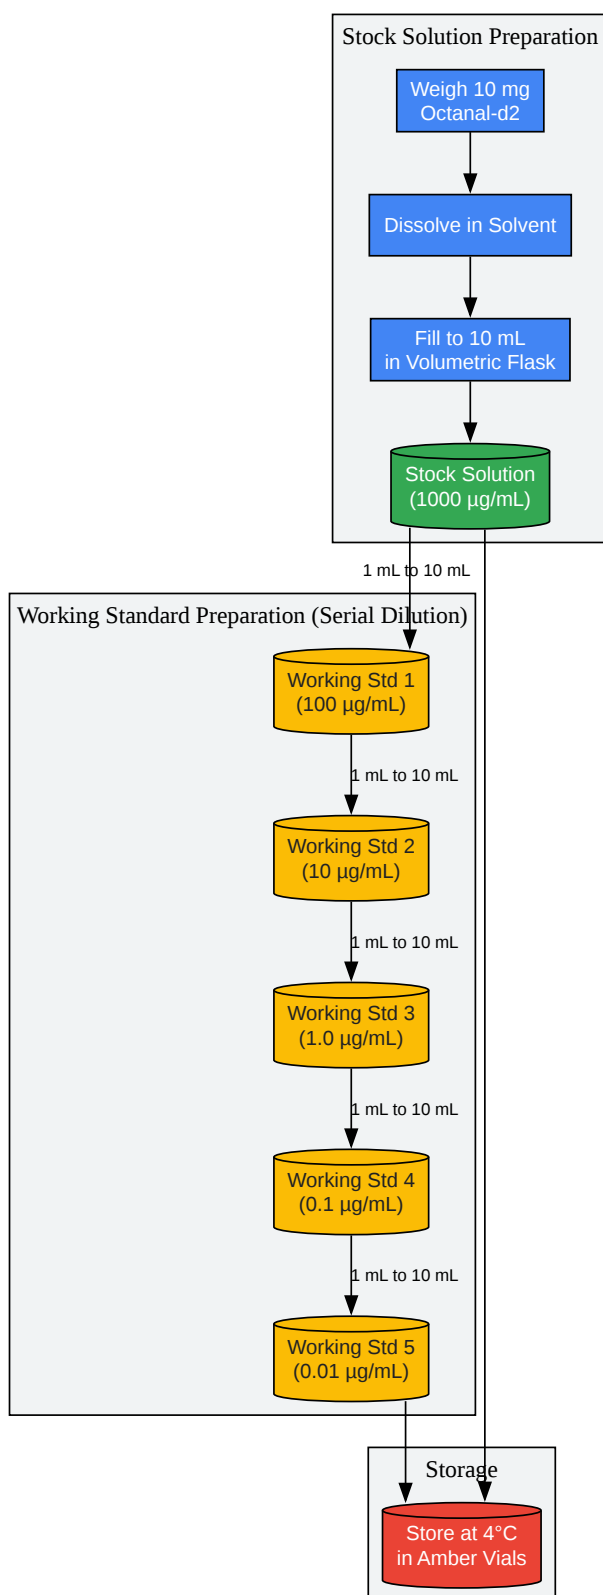 Stock Solution Preparation
Weigh 10 mg
Octanal-d2
Dissolve in Solvent
Fill to 10 mL
in Volumetric Flask
Stock Solution
(1000 µg/mL)
1 mL to 10 mL
Working Standard Preparation (Serial Dilution)
Working Std 1
(100 µg/mL)
1 mL to 10 mL
Working Std 2
(10 µg/mL)
1 mL to 10 mL
Working Std 3
(1.0 µg/mL)
1 mL to 10 mL
Working Std 4
(0.1 µg/mL)
1 mL to 10 mL
Working Std 5
(0.01 µg/mL)
Storage
Store at 4°C
in Amber Vials